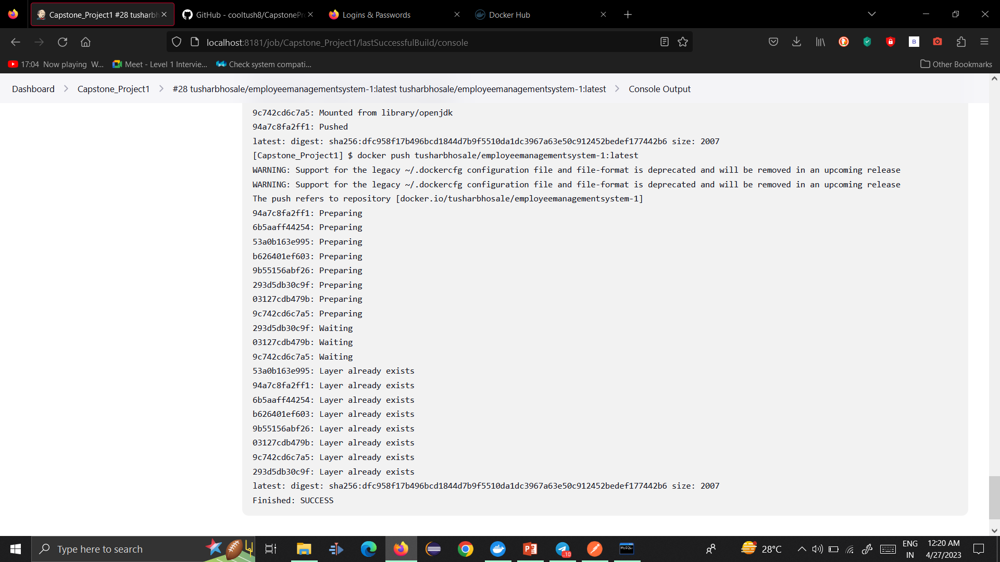 Capstone_Project1 #28 tusharbh
GitHub - cooltush8/CapstonePr
Logins & Passwords
Docker Hub
localhost:8181/job/Capstone_Project1/lastSuccessfulBuild/console
B
17:04 Now playing W...
Meet - Level 1 Intervie...
Check system compati...
Other Bookmarks
Dashboard
Capstone_Project1
#28 tusharbhosale/employeemanagementsystem-1:latest tusharbhosale/employeemanagementsystem-1:latest
Console Output
9c742cd6c7a5: Mounted from library/openjdk
94a7c8fa2ff1: Pushed
latest: digest: sha256:dfc958f17b496bcd1844d7b9f5510da1dc3967a63e50c912452bedef177442b6 size: 2007
[Capstone_Project1] $ docker push tusharbhosale/employeemanagementsystem-1:latest
WARNING: Support for the legacy ~/.dockercfg configuration file and file-format is deprecated and will be removed in an upcoming release
WARNING: Support for the legacy ~/.dockercfg configuration file and file-format is deprecated and will be removed in an upcoming release
The push refers to repository [docker.io/tusharbhosale/employeemanagementsystem-1]
94a7c8fa2ff1: Preparing
6b5aaff44254: Preparing
53a0b163e995: Preparing
b626401ef603: Preparing
9b55156abf26: Preparing
293d5db30c9f: Preparing
03127cdb479b: Preparing
9c742cd6c7a5: Preparing
293d5db30c9f: Waiting
03127cdb479b: Waiting
9c742cd6c7a5: Waiting
53a0b163e995: Layer already exists
94a7c8fa2ff1: Layer already exists
6b5aaff44254: Layer already exists
b626401ef603: Layer already exists
9b55156abf26: Layer already exists
03127cdb479b: Layer already exists
9c742cd6c7a5: Layer already exists
293d5db30c9f: Layer already exists
latest: digest: sha256:dfc958f17b496bcd1844d7b9f5510da1dc3967a63e50c912452bedef177442b6 size: 2007
Finished: SUCCESS
Type here to search
..10
MySQL
28°C
ENG
IN
12:20 AM
4/27/2023